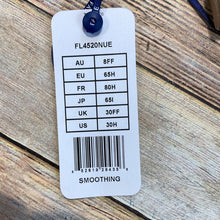 FL4520NUE
AU 8FF
EU 65H
FR 80H
JP 65I
UK 30FF
US 30H
SMOOTHING